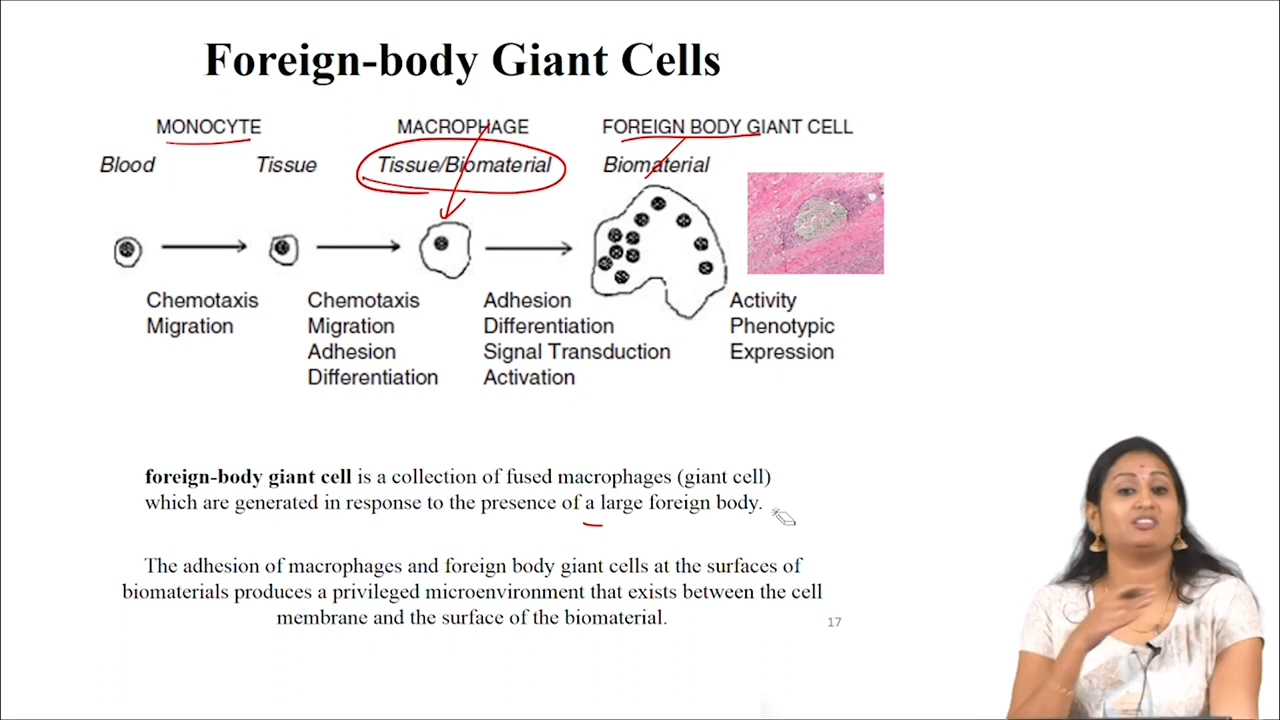 Foreign-body Giant Cells
MONOCYTE MACROPHAGE FOREIGN BODY GIANT CELL
Blood Tissue Tissue/Biomaterial Biomaterial
Chemotaxis
Migration
Chemotaxis
Migration
Adhesion
Differentiation
Adhesion
Differentiation
Signal Transduction
Activation
Activity
Phenotypic
Expression
foreign-body giant cell is a collection of fused macrophages (giant cell)
which are generated in response to the presence of a large foreign body.
The adhesion of macrophages and foreign body giant cells at the surfaces of
biomaterials produces a privileged microenvironment that exists between the cell
membrane and the surface of the biomaterial.
17